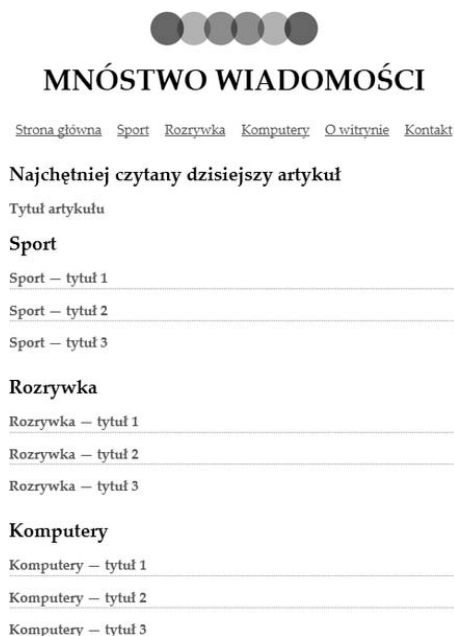 MNÓSTWO WIADOMOŚCI
Strona główna Sport Rozrywka Komputery O witrynie Kontakt
Najchętniej czytany dzisiejszy artykuł
Tytuł artykułu
Sport
Sport — tytuł 1
Sport — tytuł 2
Sport — tytuł 3
Rozrywka
Rozrywka — tytuł 1
Rozrywka — tytuł 2
Rozrywka — tytuł 3
Komputery
Komputery — tytuł 1
Komputery — tytuł 2
Komputery — tytuł 3